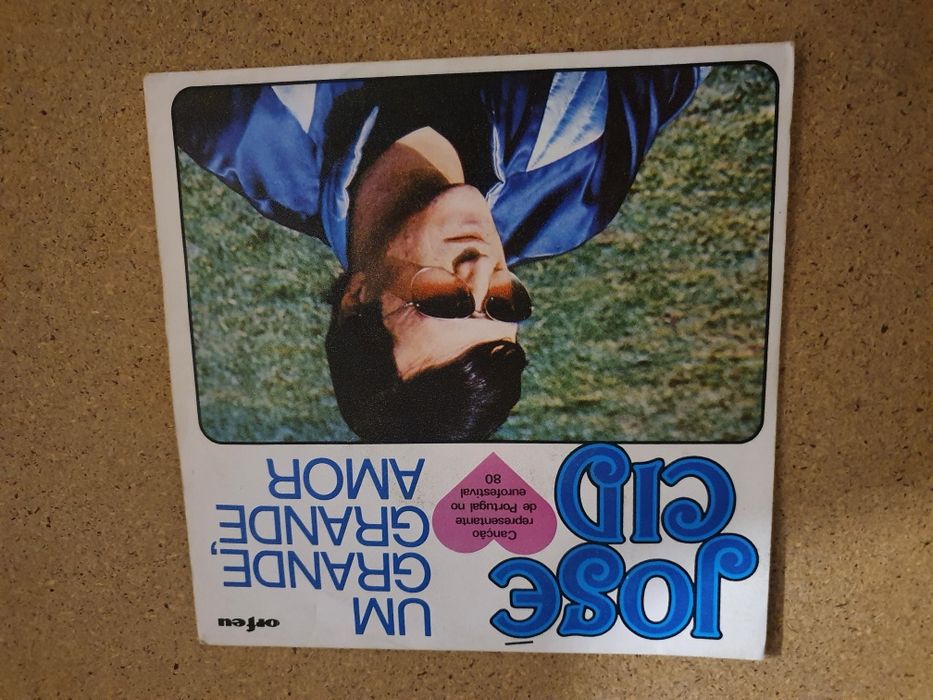 JOSÉ
CID
UM
GRANDE,
GRANDE
AMOR
orfeu
Canção
representante
de Portugal no
eurofestival
80